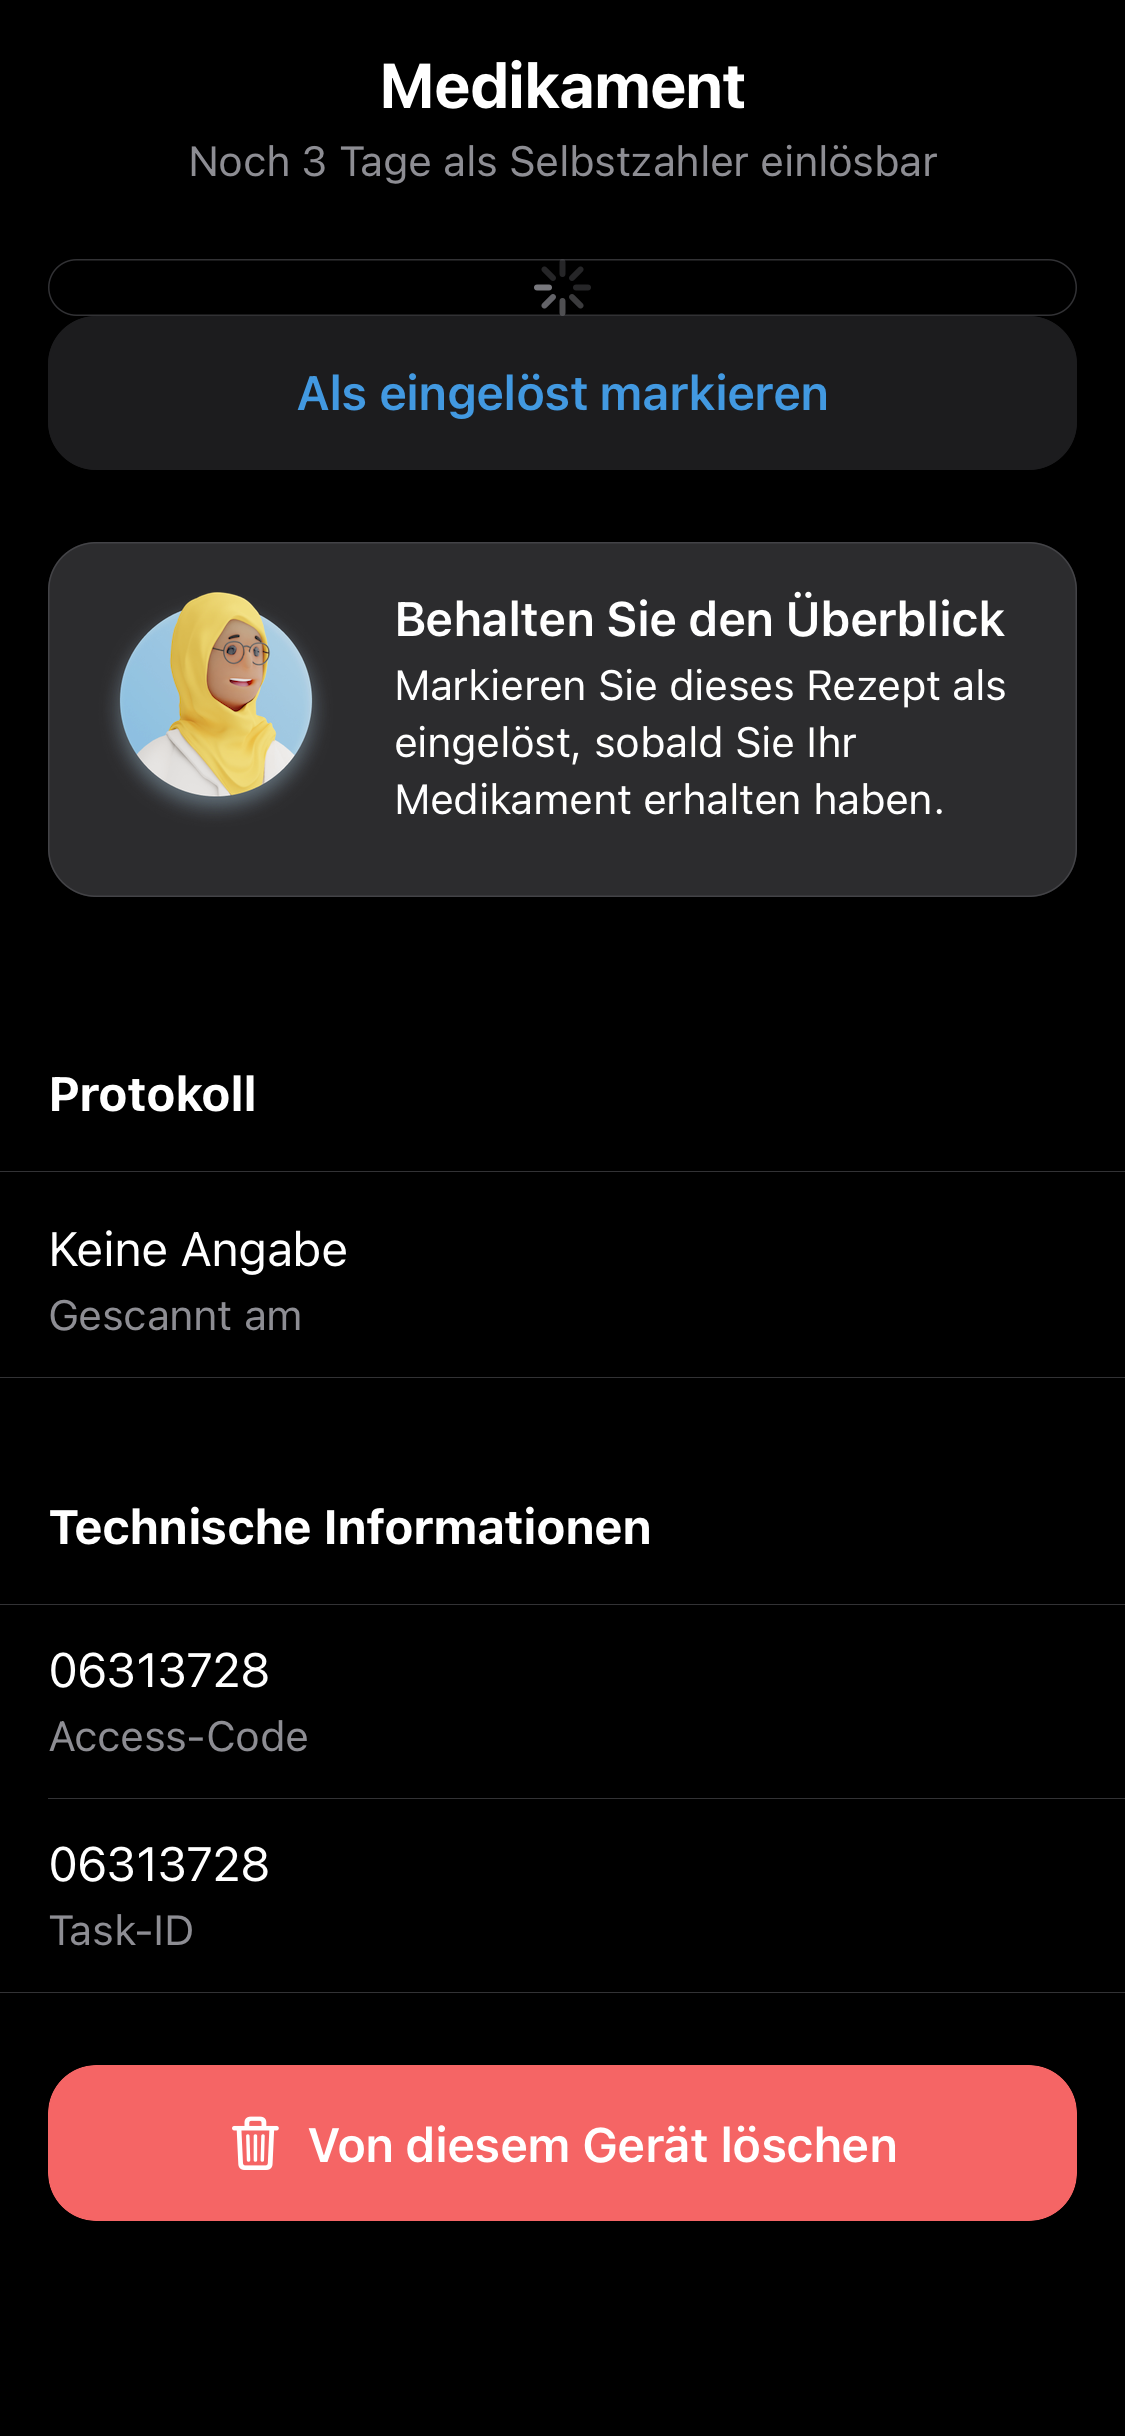 Medikament
Noch 3 Tage als Selbstzahler einlösbar
Als eingelöst markieren
Behalten Sie den Überblick
Markieren Sie dieses Rezept als
eingelöst, sobald Sie Ihr
Medikament erhalten haben.
Protokoll
Keine Angabe
Gescannt am
Technische Informationen
06313728
Access-Code
06313728
Task-ID
Von diesem Gerät löschen